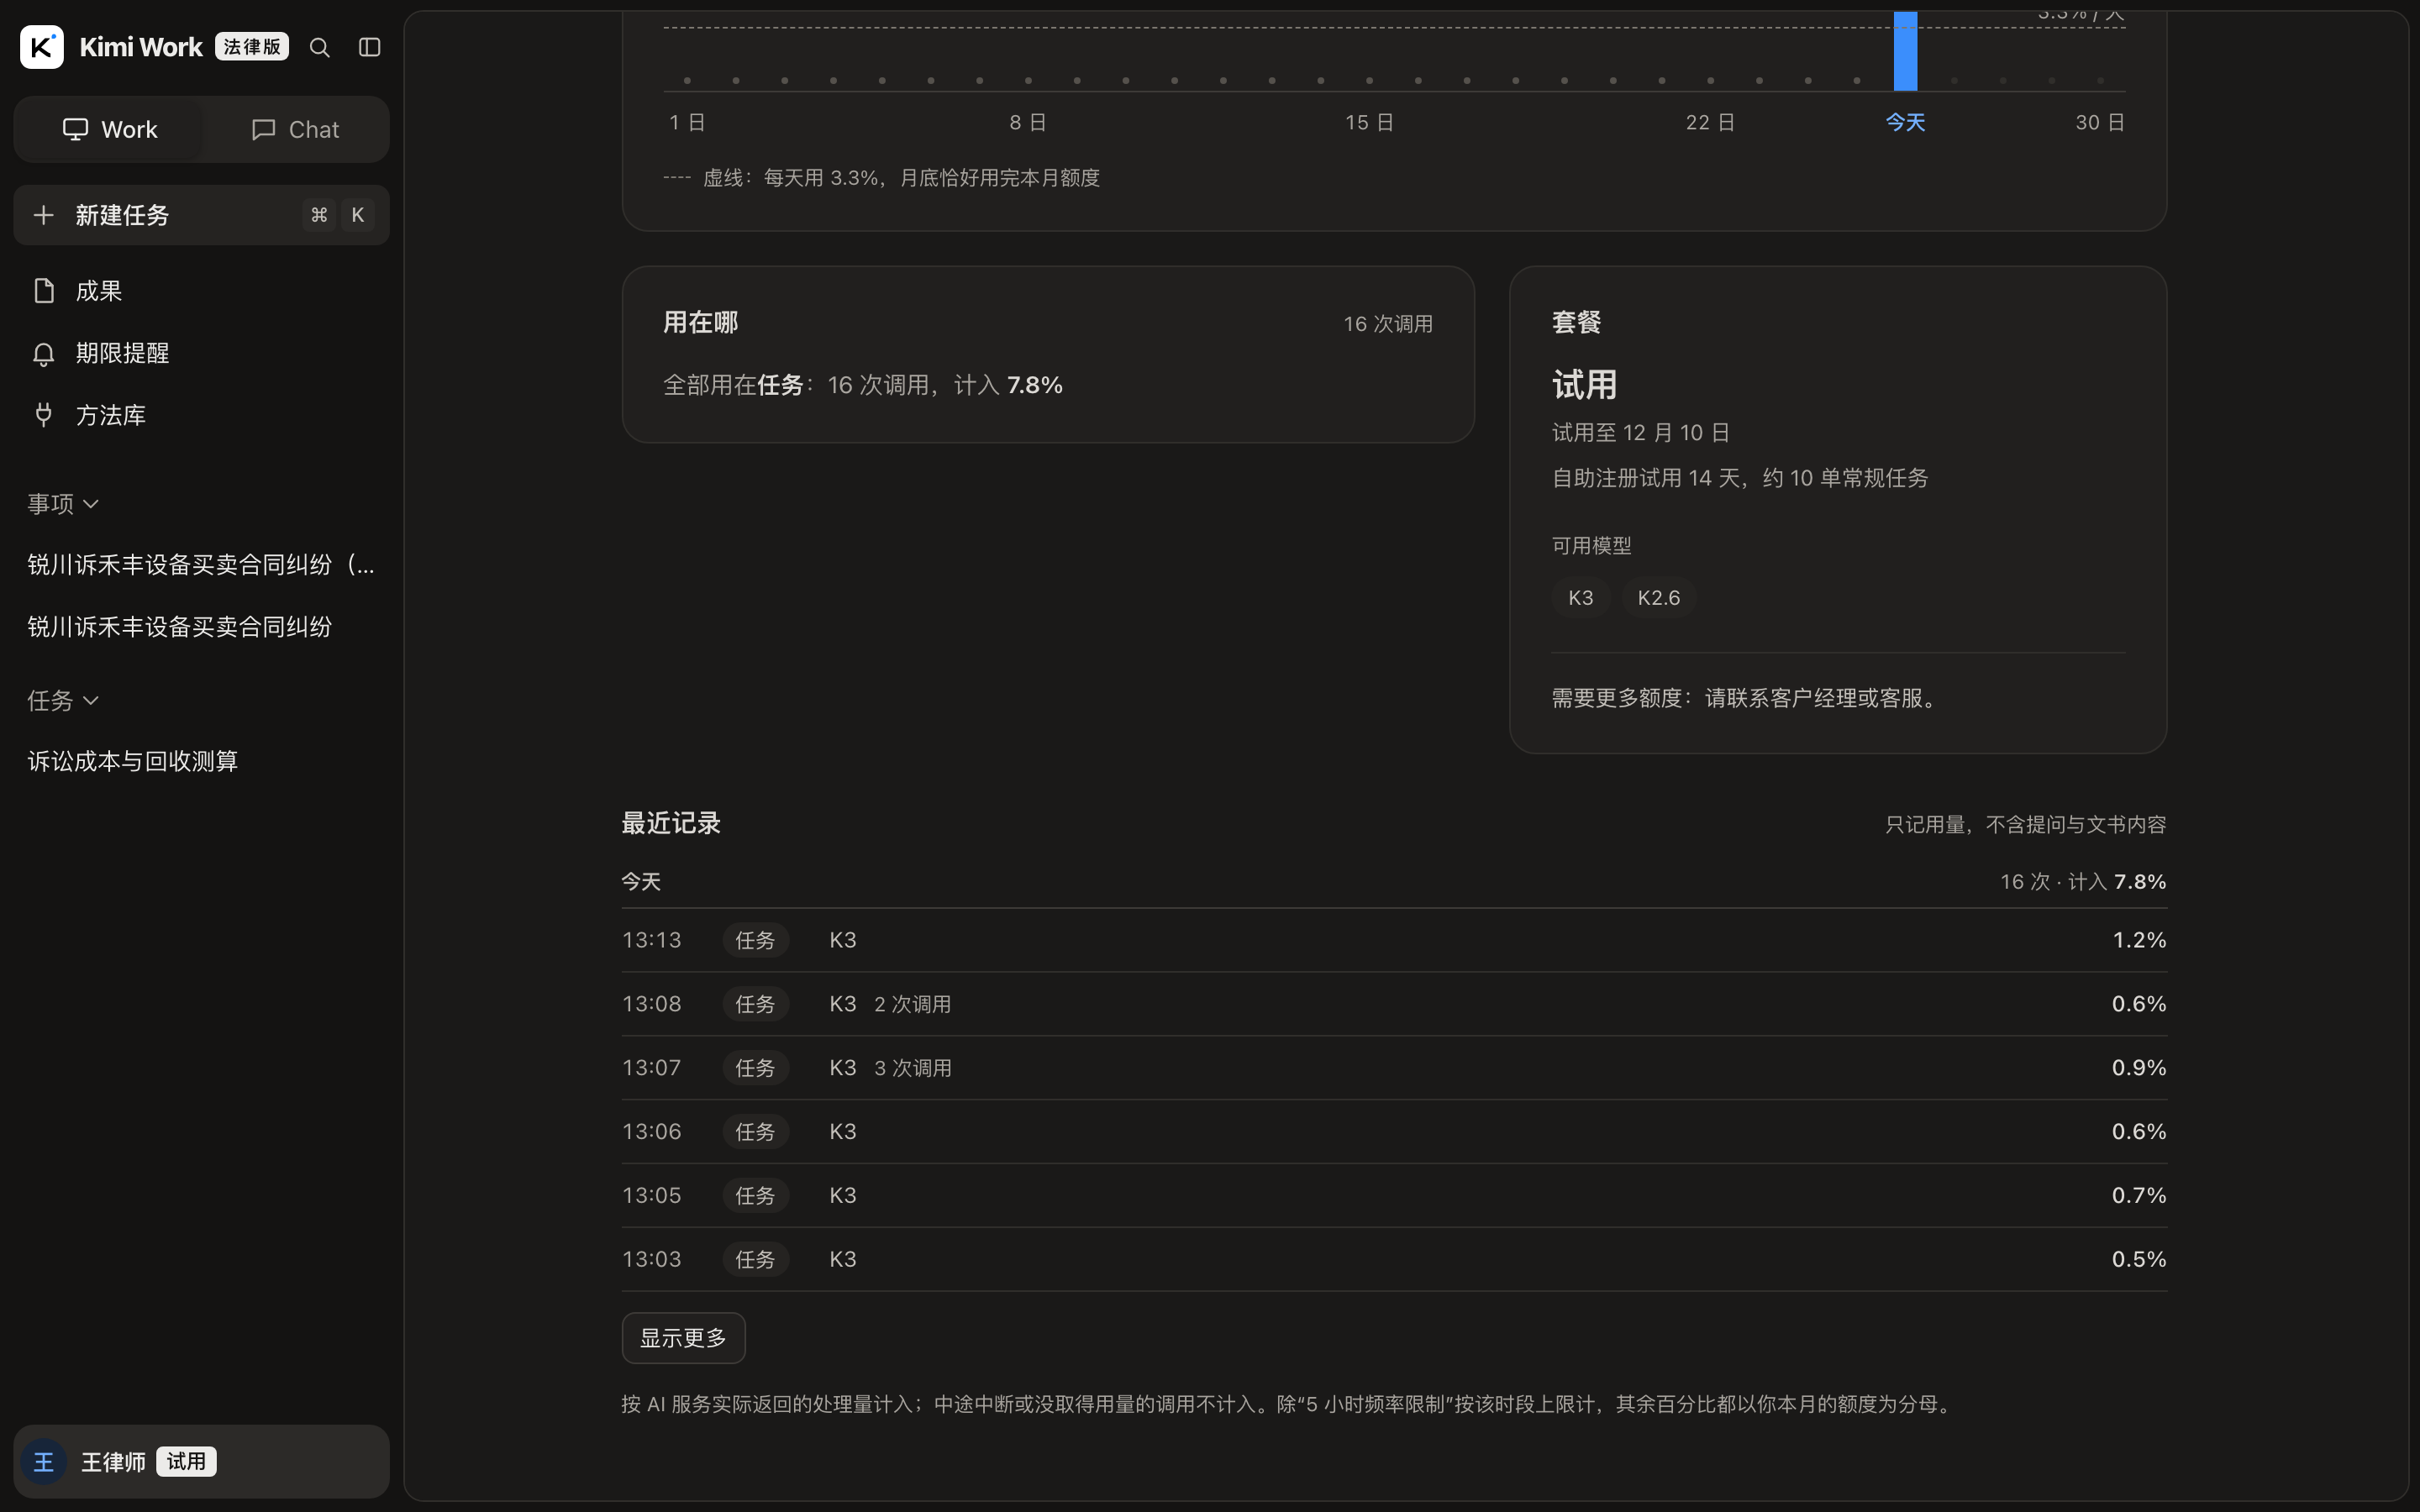 Kimi Work 法律版
Work
Chat
新建任务 ⌘ K
成果
期限提醒
方法库
事项
锐川诉禾丰设备买卖合同纠纷（...
锐川诉禾丰设备买卖合同纠纷
任务
诉讼成本与回收测算
王 王律师 试用
3.3% / 天
1 日 8 日 15 日 22 日 今天 30 日
虚线：每天用 3.3%，月底恰好用完本月额度
用在哪 16 次调用
全部用在任务：16 次调用，计入 7.8%
套餐
试用
试用至 12 月 10 日
自助注册试用 14 天，约 10 单常规任务
可用模型
K3 K2.6
需要更多额度：请联系客户经理或客服。
最近记录 只记用量，不含提问与文书内容
今天 16 次 · 计入 7.8%
13:13 任务 K3 1.2%
13:08 任务 K3 2 次调用 0.6%
13:07 任务 K3 3 次调用 0.9%
13:06 任务 K3 0.6%
13:05 任务 K3 0.7%
13:03 任务 K3 0.5%
显示更多
按 AI 服务实际返回的处理量计入；中途中断或没取得用量的调用不计入。除“5 小时频率限制”按该时段上限计，其余百分比都以你本月的额度为分母。